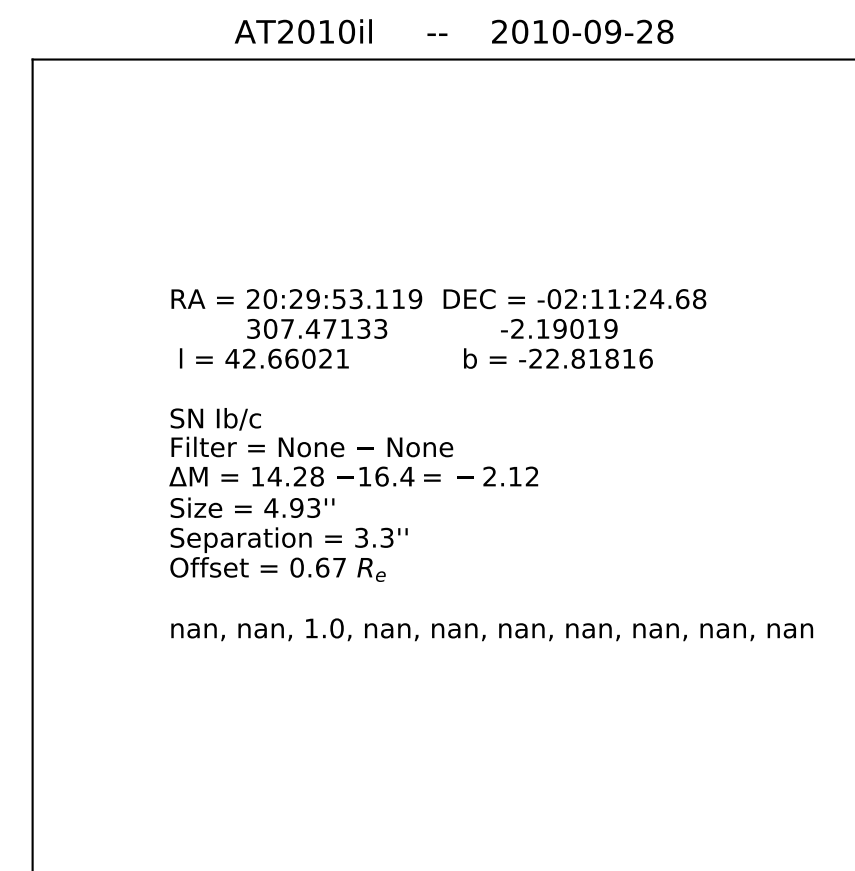 AT2010il -- 2010-09-28
RA = 20:29:53.119 DEC = -02:11:24.68
307.47133 -2.19019
l = 42.66021 b = -22.81816
SN Ib/c
Filter = None − None
ΔM = 14.28 −16.4 = − 2.12
Size = 4.93''
Separation = 3.3''
Offset = 0.67 Rₑ
nan, nan, 1.0, nan, nan, nan, nan, nan, nan, nan